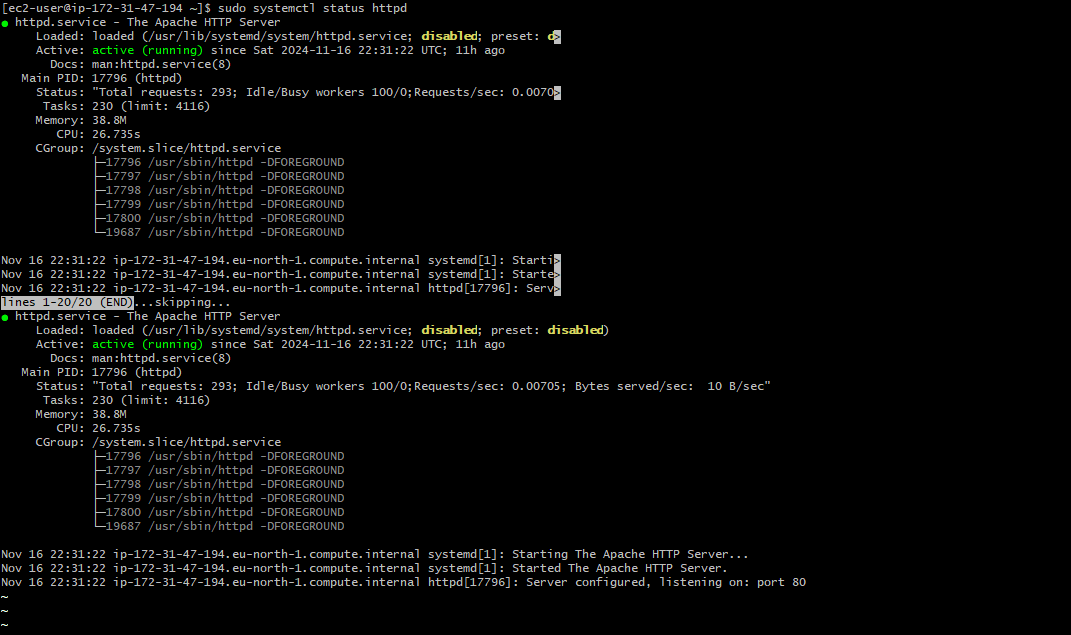 [ec2-user@ip-172-31-47-194 ~]$ sudo systemctl status httpd
● httpd.service - The Apache HTTP Server
     Loaded: loaded (/usr/lib/systemd/system/httpd.service; disabled; preset: d>
     Active: active (running) since Sat 2024-11-16 22:31:22 UTC; 11h ago
       Docs: man:httpd.service(8)
   Main PID: 17796 (httpd)
     Status: "Total requests: 293; Idle/Busy workers 100/0;Requests/sec: 0.0070>
      Tasks: 230 (limit: 4116)
     Memory: 38.8M
        CPU: 26.735s
     CGroup: /system.slice/httpd.service
             ├─17796 /usr/sbin/httpd -DFOREGROUND
             ├─17797 /usr/sbin/httpd -DFOREGROUND
             ├─17798 /usr/sbin/httpd -DFOREGROUND
             ├─17799 /usr/sbin/httpd -DFOREGROUND
             ├─17800 /usr/sbin/httpd -DFOREGROUND
             └─19687 /usr/sbin/httpd -DFOREGROUND

Nov 16 22:31:22 ip-172-31-47-194.eu-north-1.compute.internal systemd[1]: Starti>
Nov 16 22:31:22 ip-172-31-47-194.eu-north-1.compute.internal systemd[1]: Starte>
Nov 16 22:31:22 ip-172-31-47-194.eu-north-1.compute.internal httpd[17796]: Serv>
lines 1-20/20 (END)...skipping...
● httpd.service - The Apache HTTP Server
     Loaded: loaded (/usr/lib/systemd/system/httpd.service; disabled; preset: disabled)
     Active: active (running) since Sat 2024-11-16 22:31:22 UTC; 11h ago
       Docs: man:httpd.service(8)
   Main PID: 17796 (httpd)
     Status: "Total requests: 293; Idle/Busy workers 100/0;Requests/sec: 0.00705; Bytes served/sec:  10 B/sec"
      Tasks: 230 (limit: 4116)
     Memory: 38.8M
        CPU: 26.735s
     CGroup: /system.slice/httpd.service
             ├─17796 /usr/sbin/httpd -DFOREGROUND
             ├─17797 /usr/sbin/httpd -DFOREGROUND
             ├─17798 /usr/sbin/httpd -DFOREGROUND
             ├─17799 /usr/sbin/httpd -DFOREGROUND
             ├─17800 /usr/sbin/httpd -DFOREGROUND
             └─19687 /usr/sbin/httpd -DFOREGROUND

Nov 16 22:31:22 ip-172-31-47-194.eu-north-1.compute.internal systemd[1]: Starting The Apache HTTP Server...
Nov 16 22:31:22 ip-172-31-47-194.eu-north-1.compute.internal systemd[1]: Started The Apache HTTP Server.
Nov 16 22:31:22 ip-172-31-47-194.eu-north-1.compute.internal httpd[17796]: Server configured, listening on: port 80
~
~
~